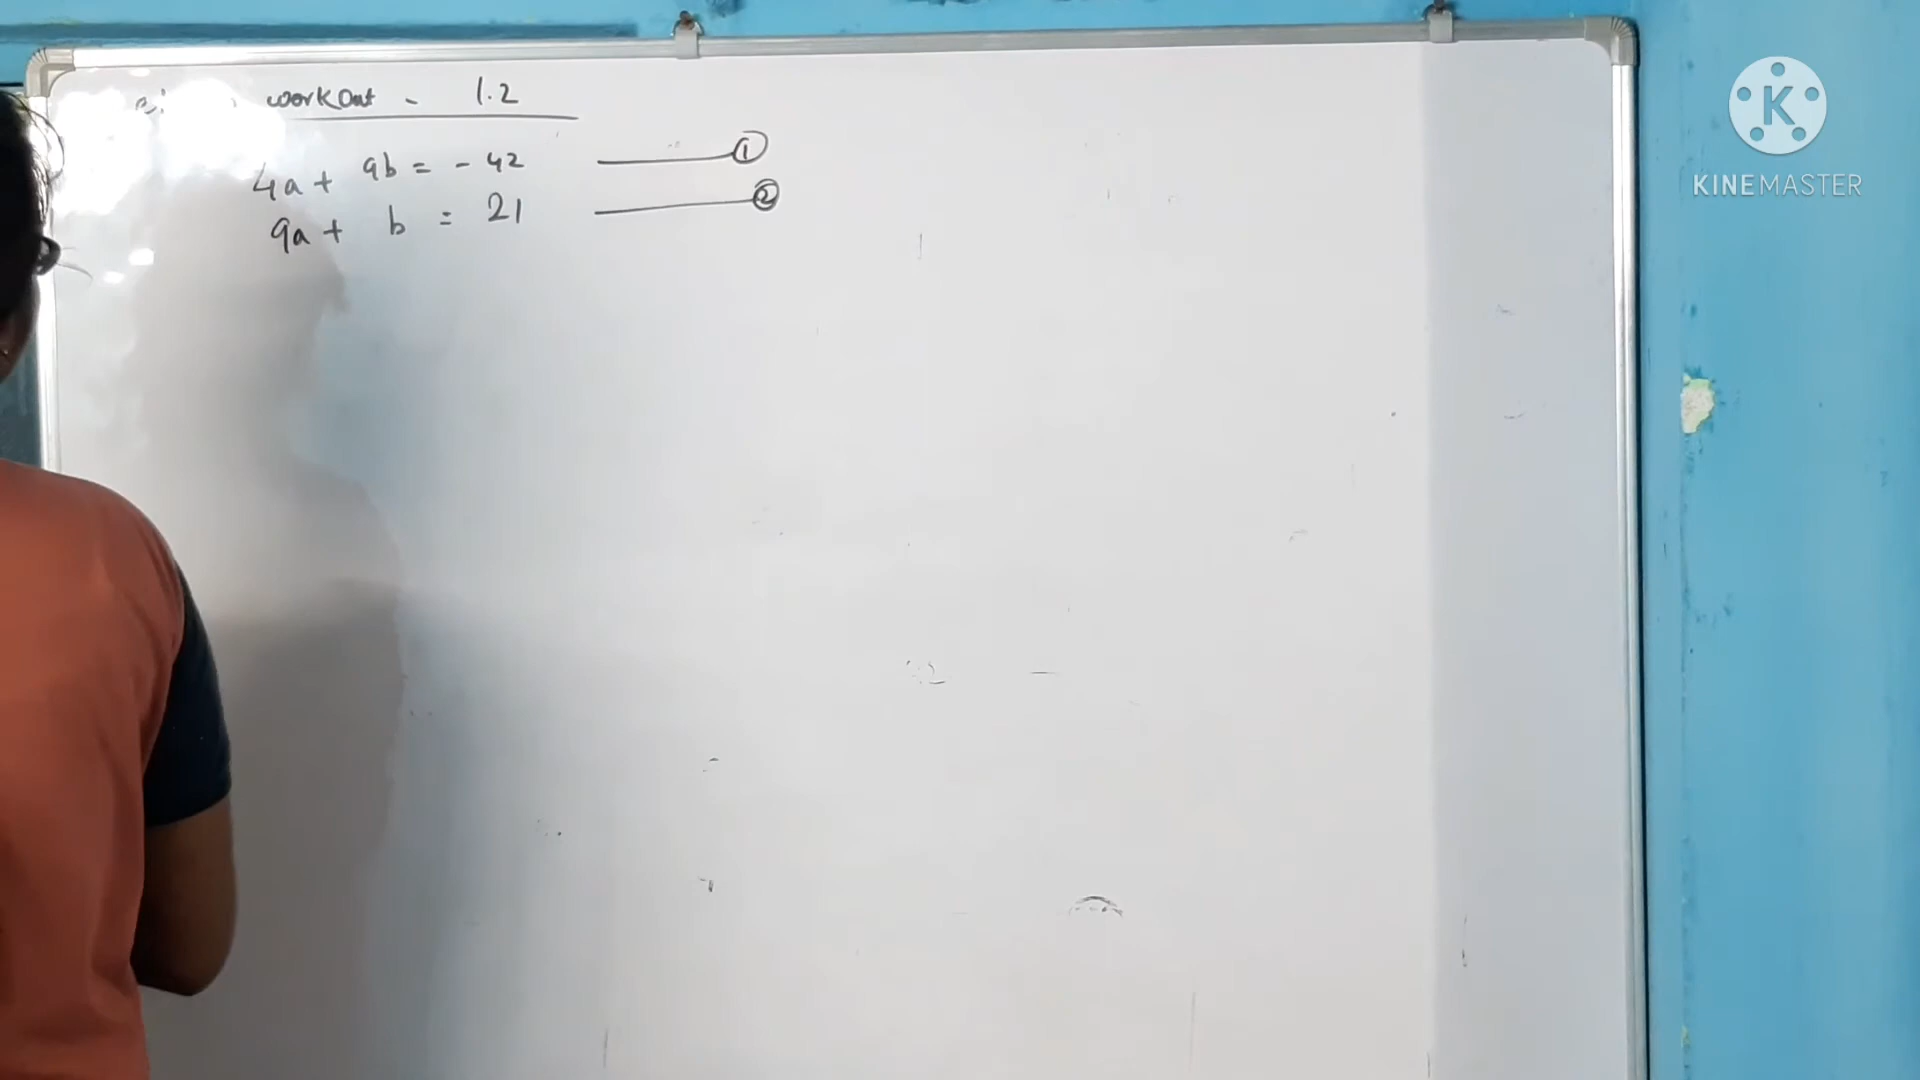 workout - 1.2
4a + 9b = - 42 ①
9a + b = 21 ②
KINEMASTER